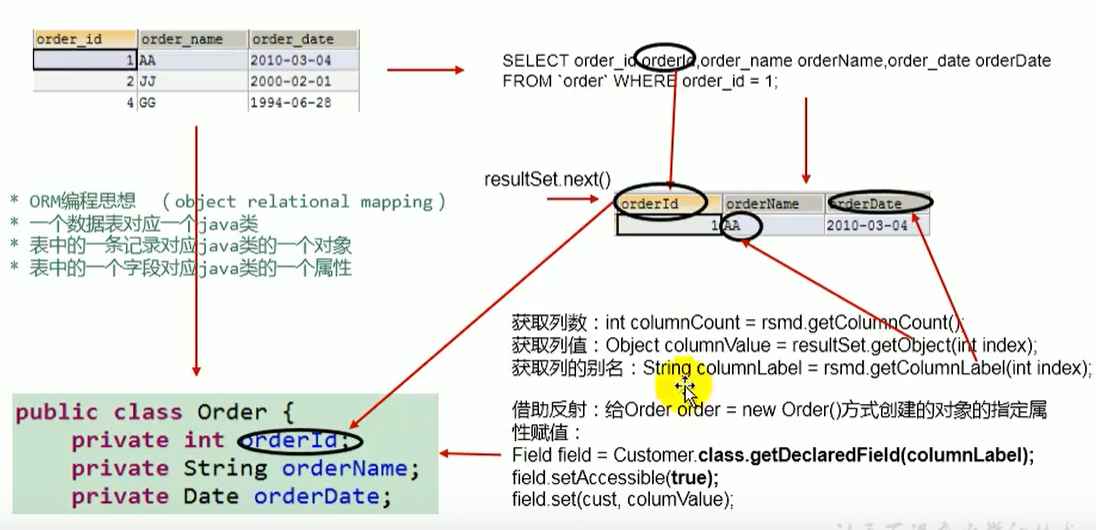 order_id order_name order_date
1 AA 2010-03-04
2 JJ 2000-02-01
4 GG 1994-06-28
SELECT order_id orderId,order_name orderName,order_date orderDate
FROM `order` WHERE order_id = 1;
resultSet.next()
orderId orderName orderDate
1 AA 2010-03-04
* ORM编程思想 （object relational mapping）
* 一个数据表对应一个java类
* 表中的一条记录对应java类的一个对象
* 表中的一个字段对应java类的一个属性
获取列数：int columnCount = rsmd.getColumnCount();
获取列值：Object columnValue = resultSet.getObject(int index);
获取列的别名：String columnLabel = rsmd.getColumnLabel(int index);
借助反射：给Order order = new Order()方式创建的对象的指定属
性赋值：
Field field = Customer.class.getDeclaredField(columnLabel);
field.setAccessible(true);
field.set(cust, columValue);
public class Order {
private int orderId;
private String orderName;
private Date orderDate;